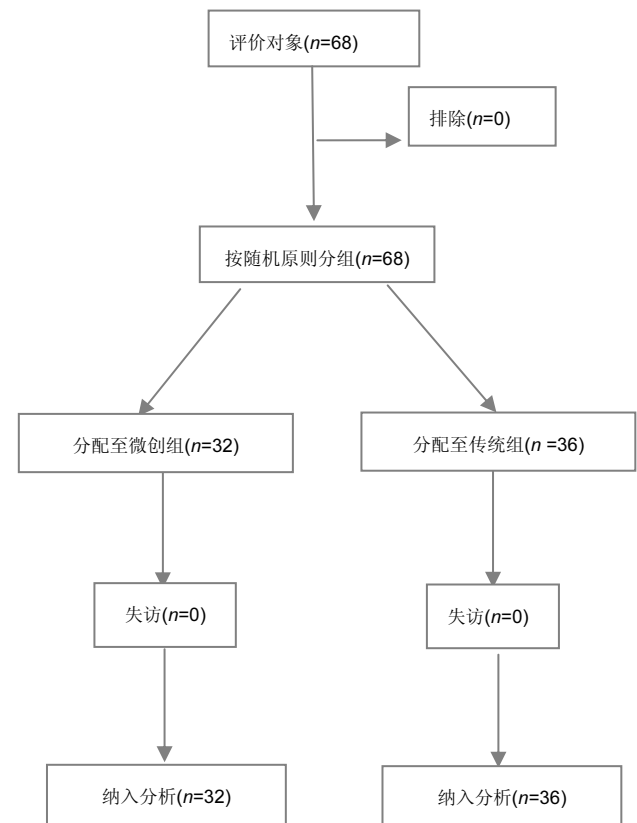 评价对象(n=68)
排除(n=0)
按随机原则分组(n=68)
分配至微创组(n=32)
分配至传统组(n =36)
失访(n=0)
失访(n=0)
纳入分析(n=32)
纳入分析(n=36)